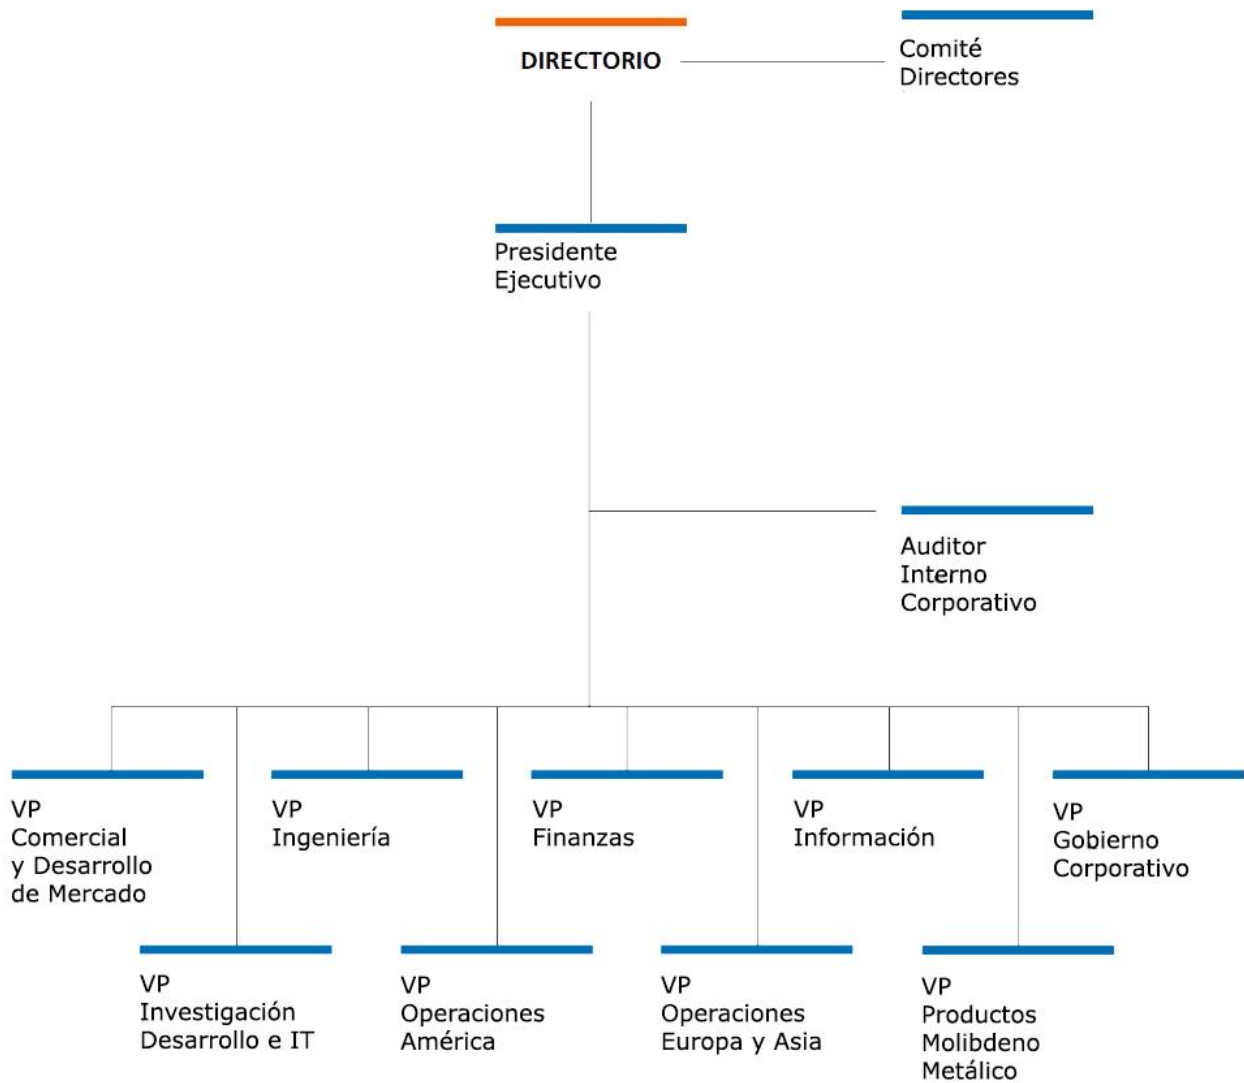 DIRECTORIO
Comité
Directores
Presidente
Ejecutivo
Auditor
Interno
Corporativo
VP
Comercial
y Desarrollo
de Mercado
VP
Ingeniería
VP
Finanzas
VP
Información
VP
Gobierno
Corporativo
VP
Investigación
Desarrollo e IT
VP
Operaciones
América
VP
Operaciones
Europa y Asia
VP
Productos
Molibdeno
Metálico